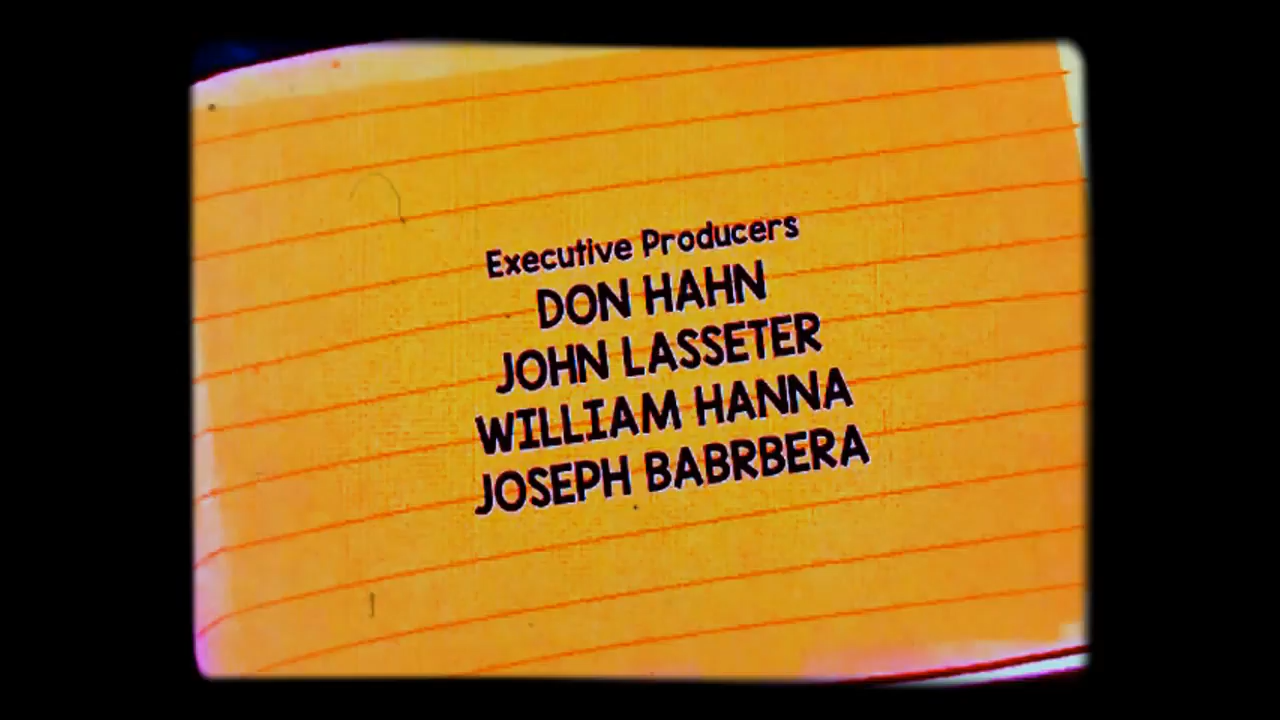 Executive Producers
DON HAHN
JOHN LASSETER
WILLIAM HANNA
JOSEPH BABRBERA